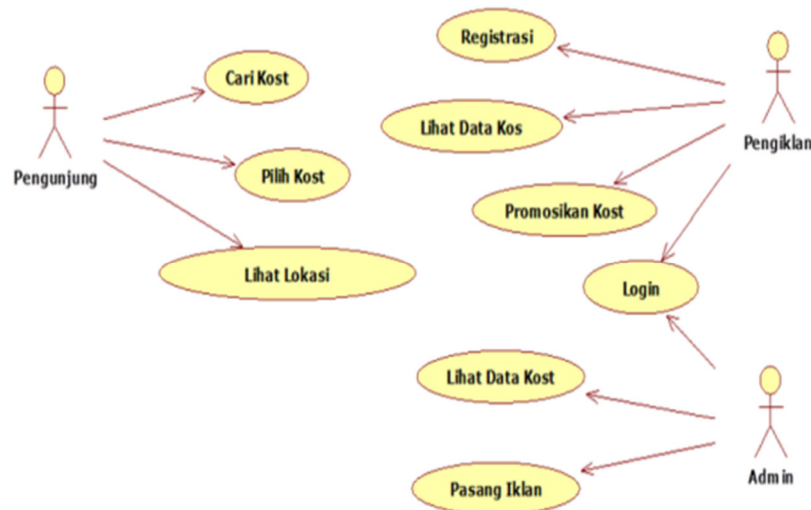 Registrasi
Cari Kost
Lihat Data Kos
Pengiklan
Pengunjung
Pilih Kost
Promosikan Kost
Lihat Lokasi
Login
Lihat Data Kost
Admin
Pasang Iklan